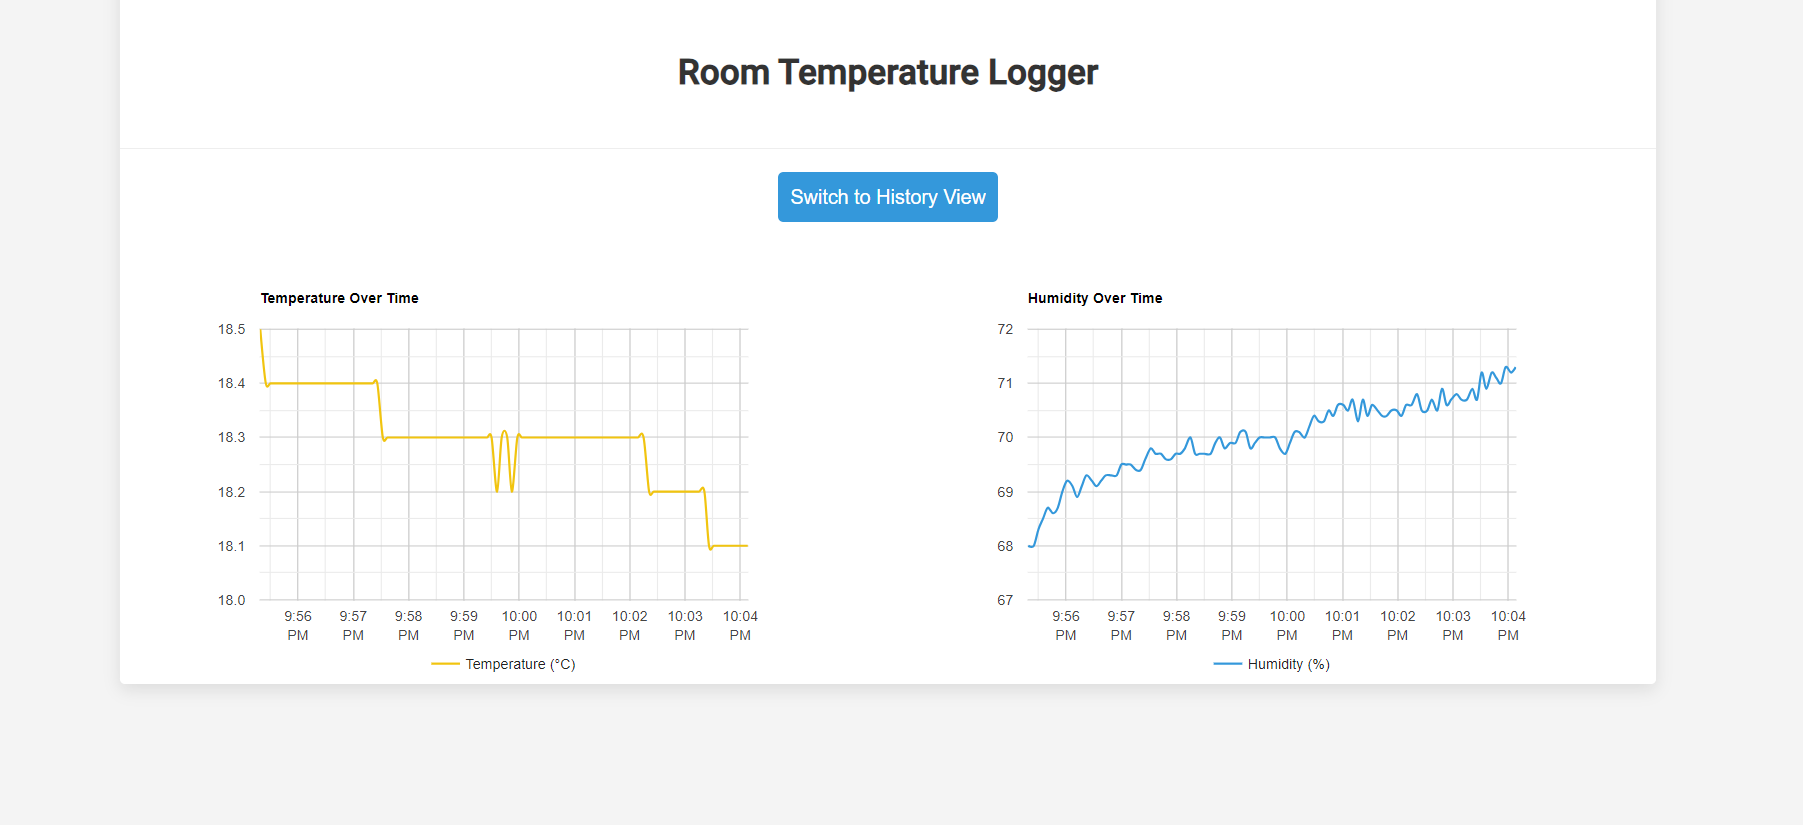 Room Temperature Logger
Switch to History View
Temperature Over Time
18.5
18.4
18.3
18.2
18.1
18.0
9:56 PM
9:57 PM
9:58 PM
9:59 PM
10:00 PM
10:01 PM
10:02 PM
10:03 PM
10:04 PM
Temperature (°C)
Humidity Over Time
72
71
70
69
68
67
9:56 PM
9:57 PM
9:58 PM
9:59 PM
10:00 PM
10:01 PM
10:02 PM
10:03 PM
10:04 PM
Humidity (%)